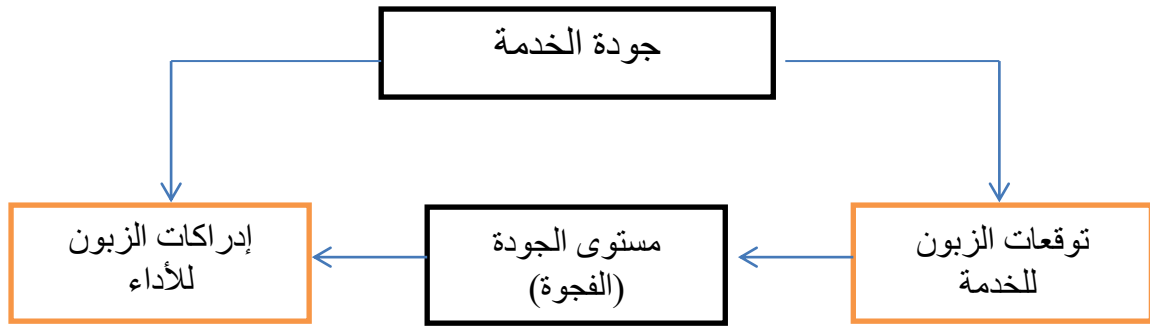 جودة الخدمة
توقعات الزبون
للخدمة
مستوى الجودة
(الفجوة)
إدراكات الزبون
للأداء